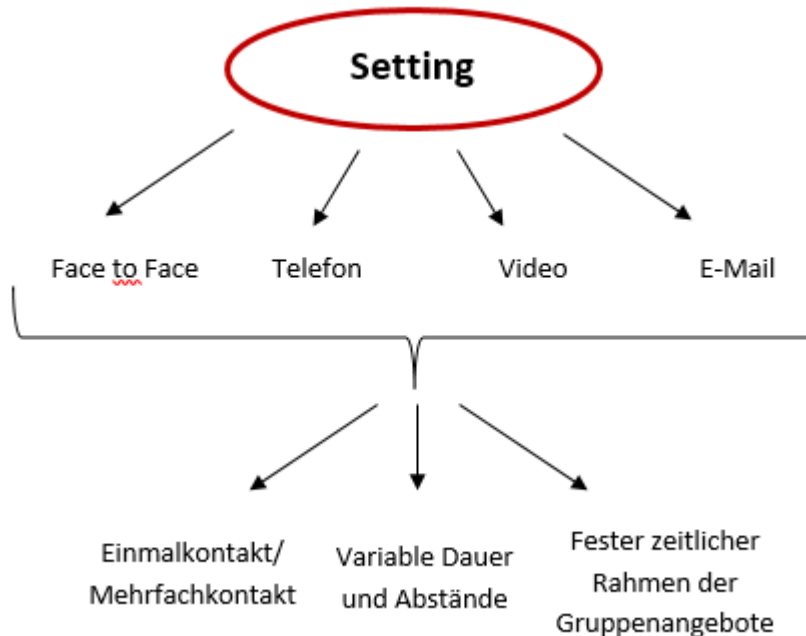 Setting
Face to Face
Telefon
Video
E-Mail
Einmalkontakt/
Mehrfachkontakt
Variable Dauer
und Abstände
Fester zeitlicher
Rahmen der
Gruppenangebote